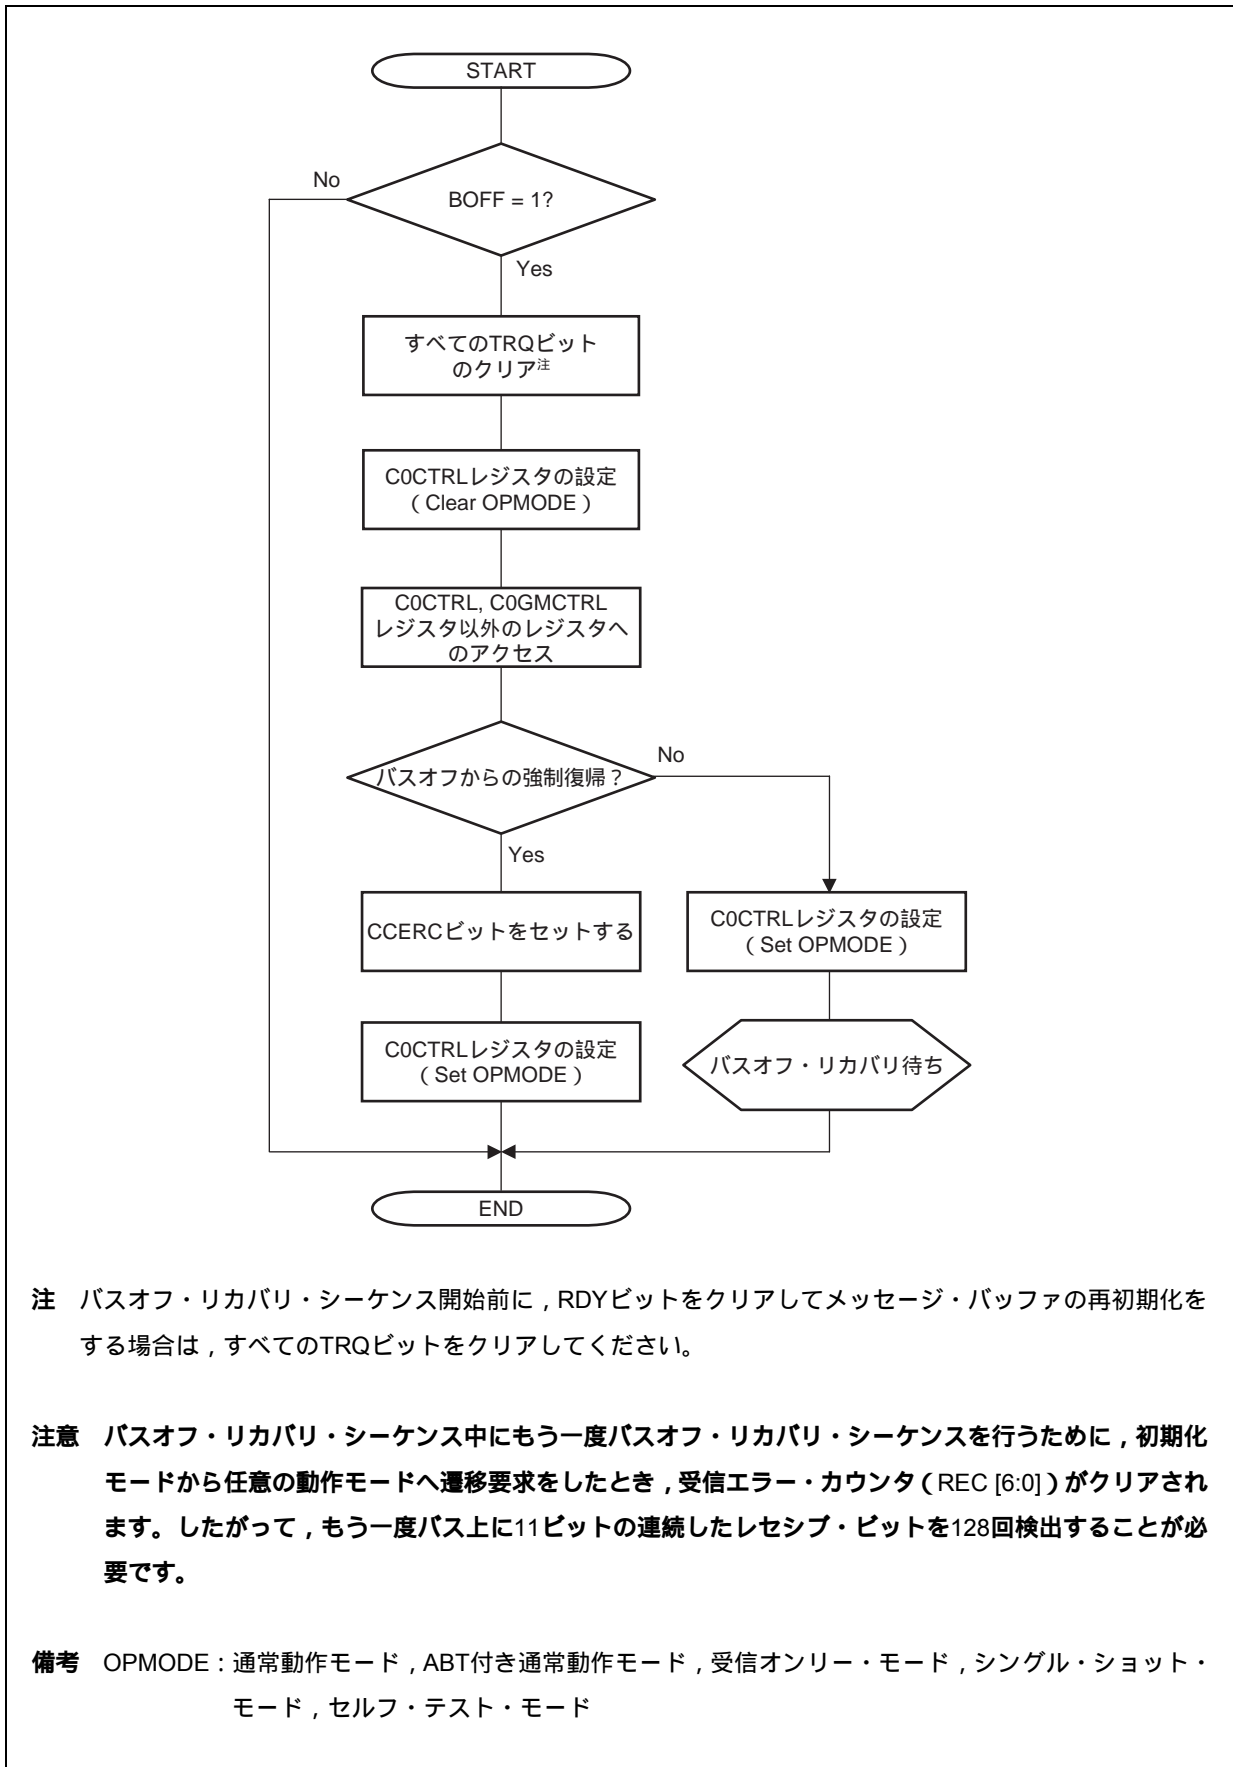 START
No
BOFF = 1?
Yes
すべてのTRQビット
のクリア注
C0CTRLレジスタの設定
（Clear OPMODE）
C0CTRL, C0GMCTRL
レジスタ以外のレジスタへ
のアクセス
バスオフからの強制復帰？
No
Yes
CCERCビットをセットする
C0CTRLレジスタの設定
（Set OPMODE）
C0CTRLレジスタの設定
（Set OPMODE）
バスオフ・リカバリ待ち
END
注 バスオフ・リカバリ・シーケンス開始前に，RDYビットをクリアしてメッセージ・バッファの再初期化を
する場合は，すべてのTRQビットをクリアしてください。
注意 バスオフ・リカバリ・シーケンス中にもう一度バスオフ・リカバリ・シーケンスを行うために，初期化
モードから任意の動作モードへ遷移要求をしたとき，受信エラー・カウンタ（REC [6:0]）がクリアされ
ます。したがって，もう一度バス上に11ビットの連続したレセシブ・ビットを128回検出することが必
要です。
備考 OPMODE：通常動作モード，ABT付き通常動作モード，受信オンリー・モード，シングル・ショット・
モード，セルフ・テスト・モード